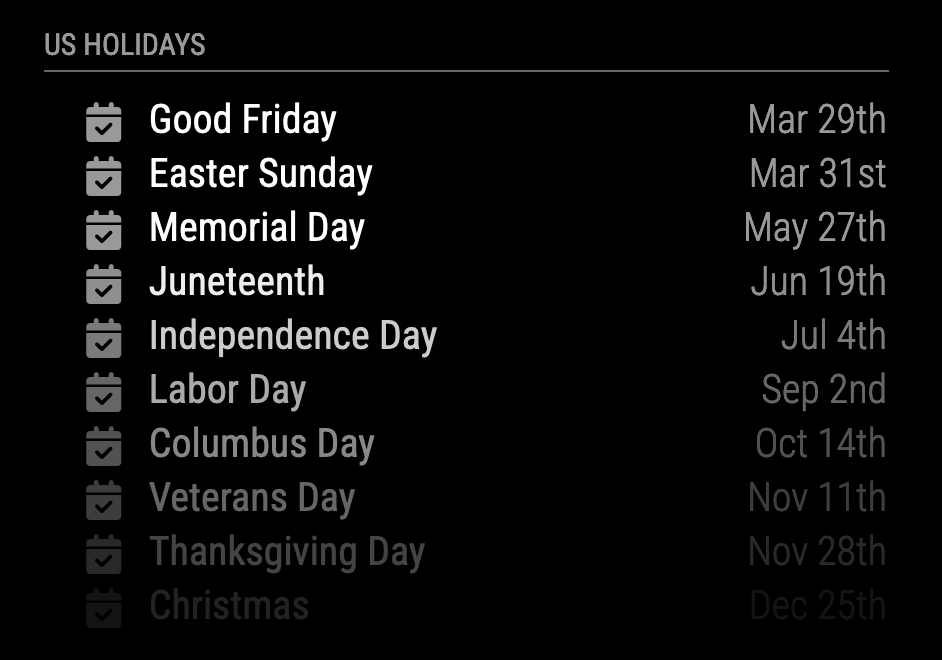 US HOLIDAYS
Good Friday Mar 29th
Easter Sunday Mar 31st
Memorial Day May 27th
Juneteenth Jun 19th
Independence Day Jul 4th
Labor Day Sep 2nd
Columbus Day Oct 14th
Veterans Day Nov 11th
Thanksgiving Day Nov 28th
Christmas Dec 25th